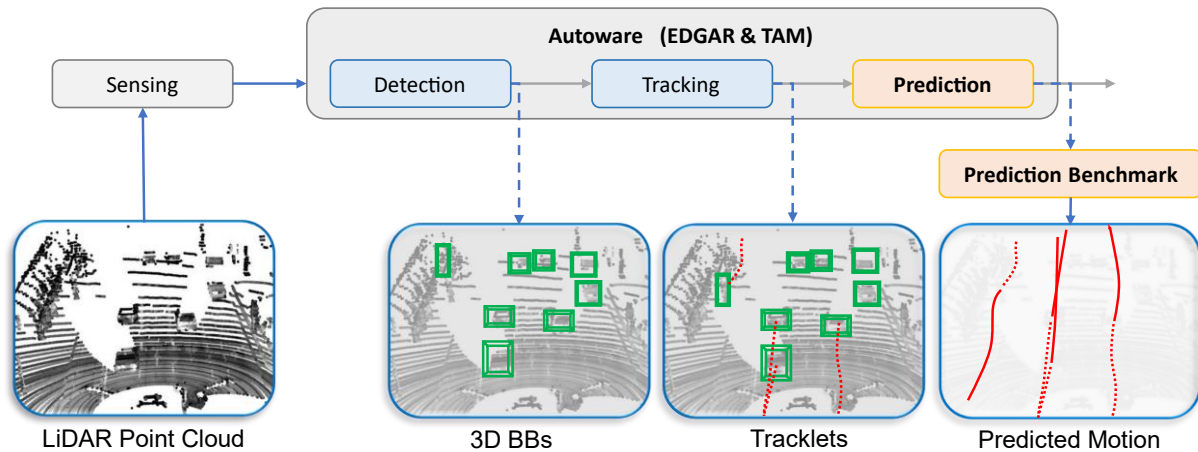 Autoware (EDGAR & TAM)
Sensing
Detection
Tracking
Prediction
Prediction Benchmark
LiDAR Point Cloud
3D BBs
Tracklets
Predicted Motion